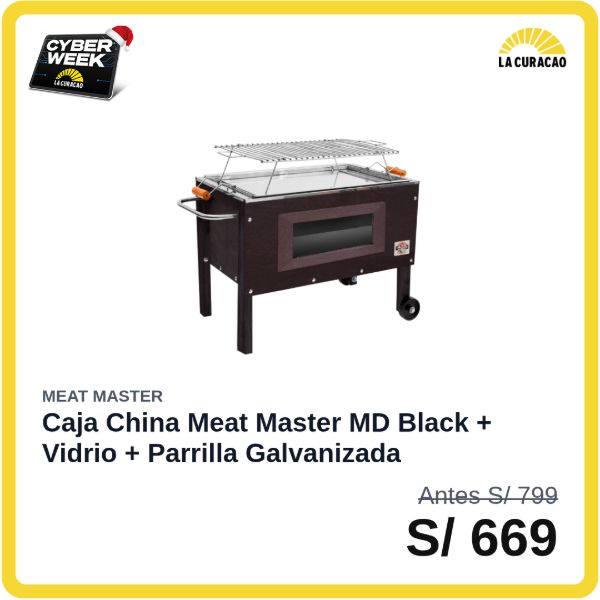 CYBER
WEEK
LA CURACAO
LA CURACAO
MEAT MASTER
Caja China Meat Master MD Black +
Vidrio + Parrilla Galvanizada
Antes S/ 799
S/ 669